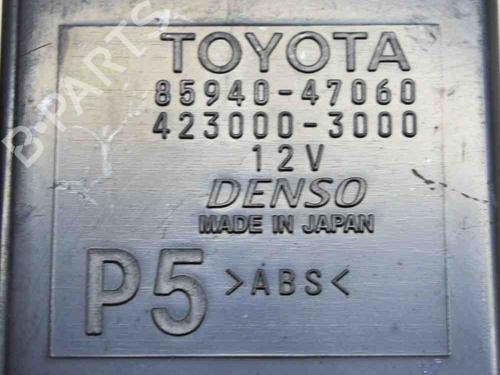 B-PARTS
TOYOTA
85940-47060
423000-3000
12V
DENSO
MADE IN JAPAN
P5 >ABS<